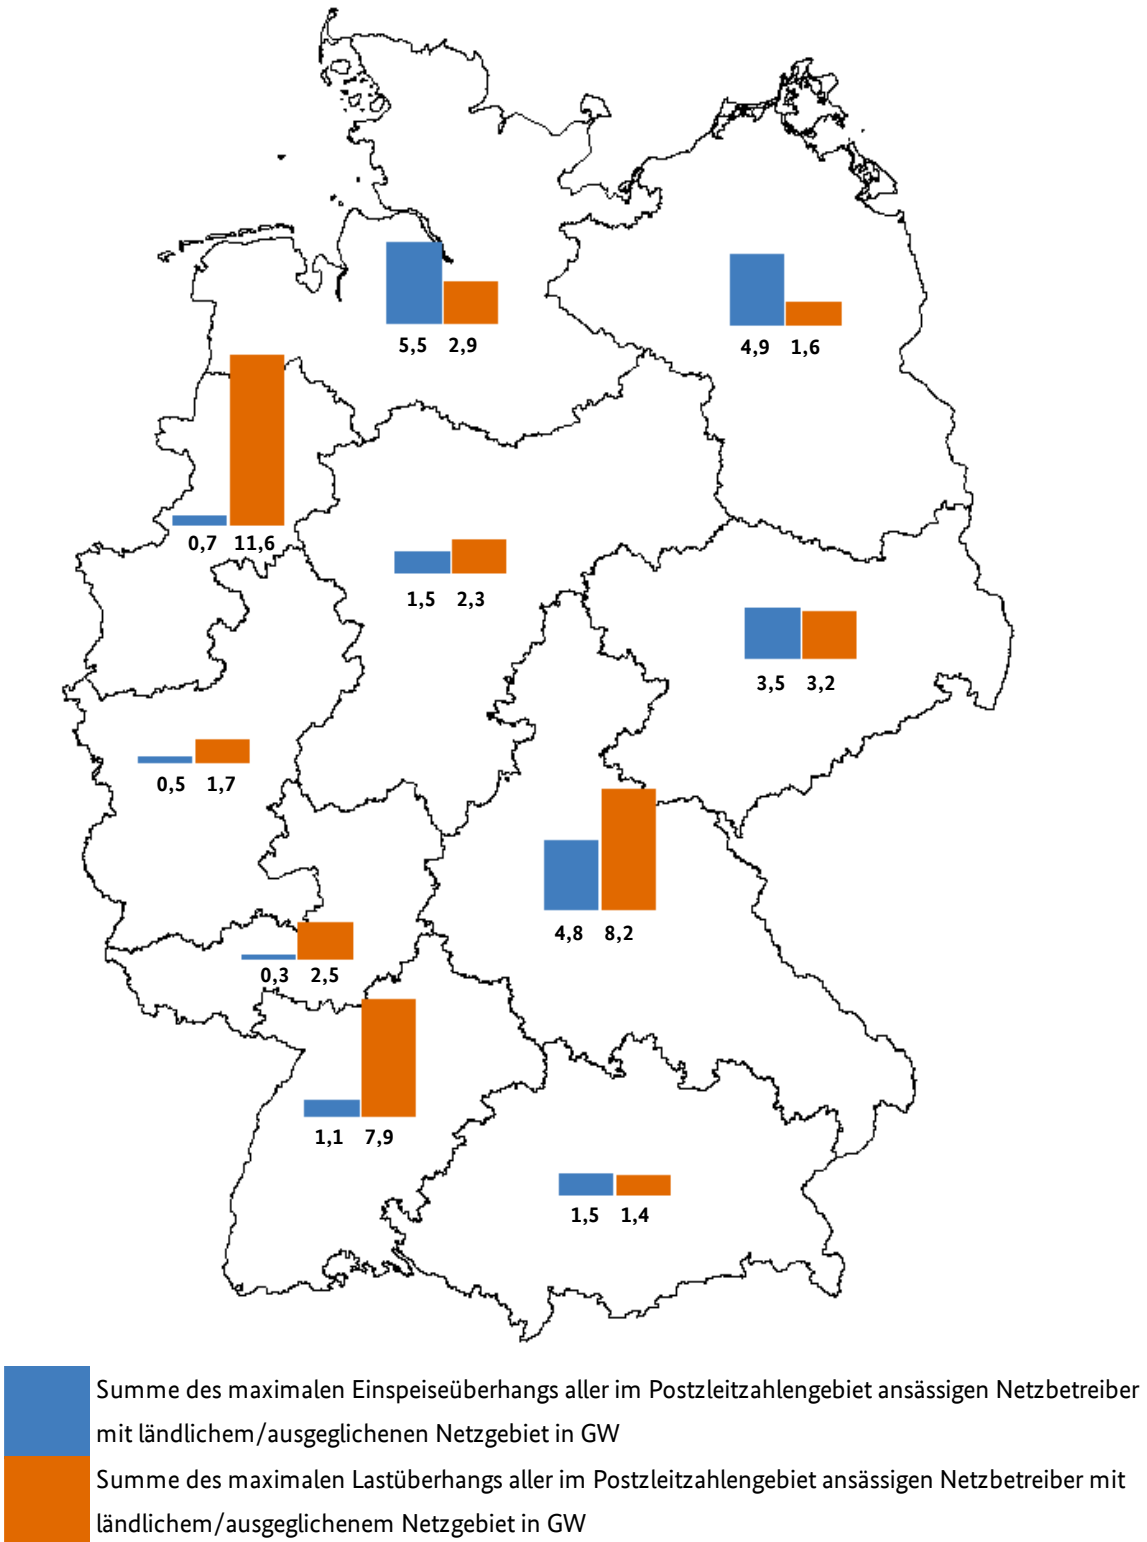 5,5 2,9
4,9 1,6
0,7 11,6
1,5 2,3
3,5 3,2
0,5 1,7
4,8 8,2
0,3 2,5
1,1 7,9
1,5 1,4
Summe des maximalen Einspeiseüberhangs aller im Postzleitzahlengebiet ansässigen Netzbetreiber
mit ländlichem/ausgeglichenen Netzgebiet in GW
Summe des maximalen Lastüberhangs aller im Postzleitzahlengebiet ansässigen Netzbetreiber mit
ländlichem/ausgeglichenem Netzgebiet in GW